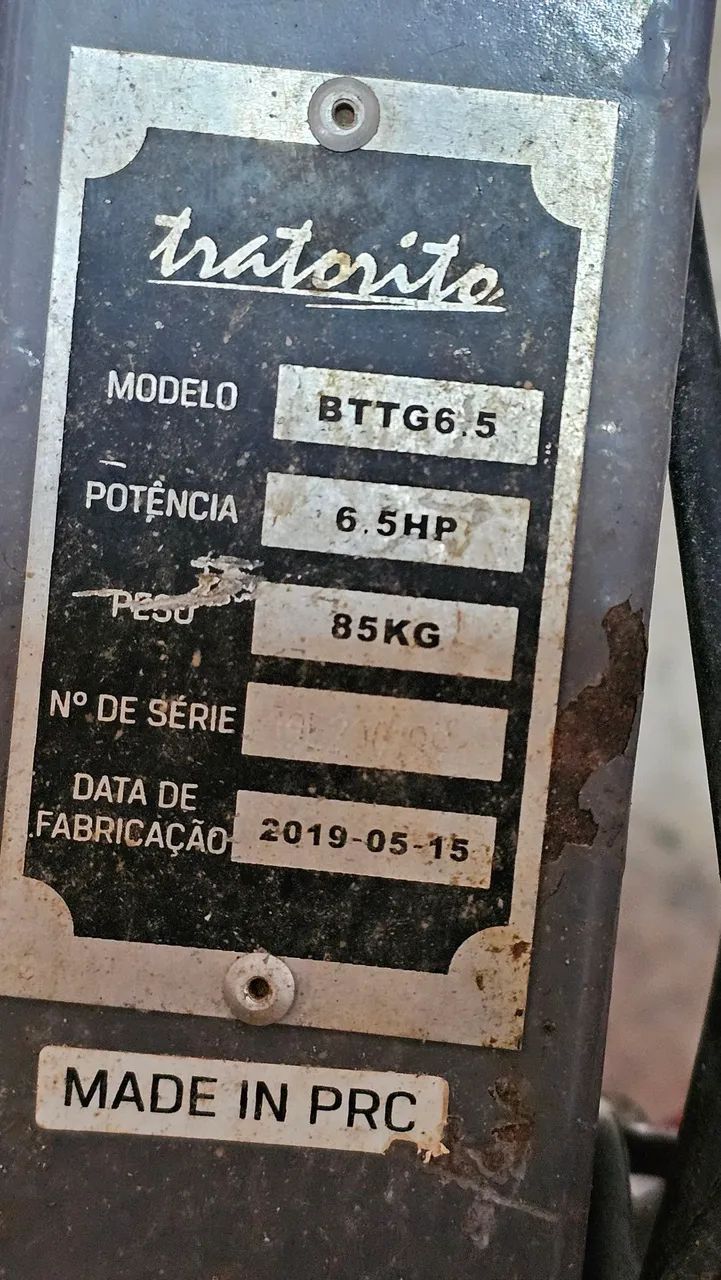 tratorito
MODELO BTTG6.5
POTÊNCIA 6.5HP
PESO 85KG
Nº DE SÉRIE
DATA DE
FABRICAÇÃO 2019-05-15
MADE IN PRC